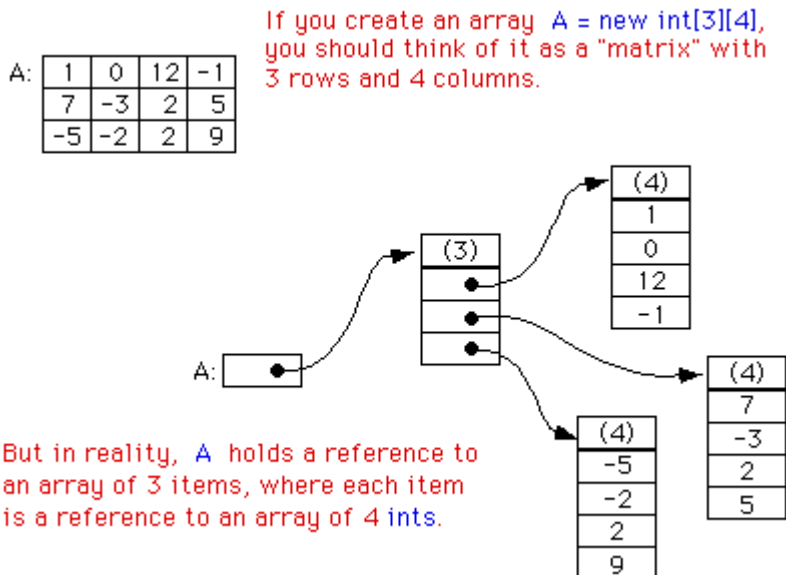 If you create an array A = new int[3][4],
you should think of it as a "matrix" with
3 rows and 4 columns.
A:
1 0 12 -1
7 -3 2 5
-5 -2 2 9
A:
(3)
(4)
1
0
12
-1
(4)
7
-3
2
5
(4)
-5
-2
2
9
But in reality, A holds a reference to
an array of 3 items, where each item
is a reference to an array of 4 ints.